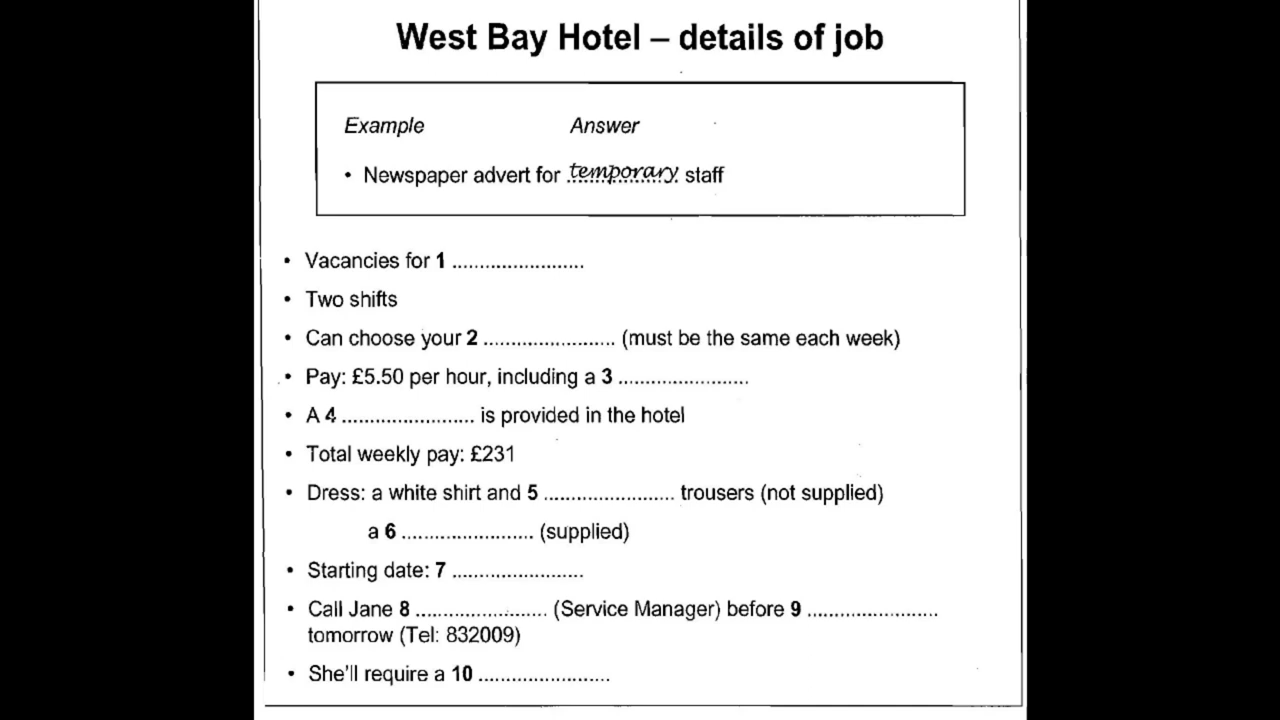 West Bay Hotel – details of job
Example Answer
• Newspaper advert for temporary staff
• Vacancies for 1 ........................
• Two shifts
• Can choose your 2 ........................ (must be the same each week)
• Pay: £5.50 per hour, including a 3 ........................
• A 4 ........................ is provided in the hotel
• Total weekly pay: £231
• Dress: a white shirt and 5 ........................ trousers (not supplied)
a 6 ........................ (supplied)
• Starting date: 7 ........................
• Call Jane 8 ........................ (Service Manager) before 9 ........................
tomorrow (Tel: 832009)
• She'll require a 10 ........................